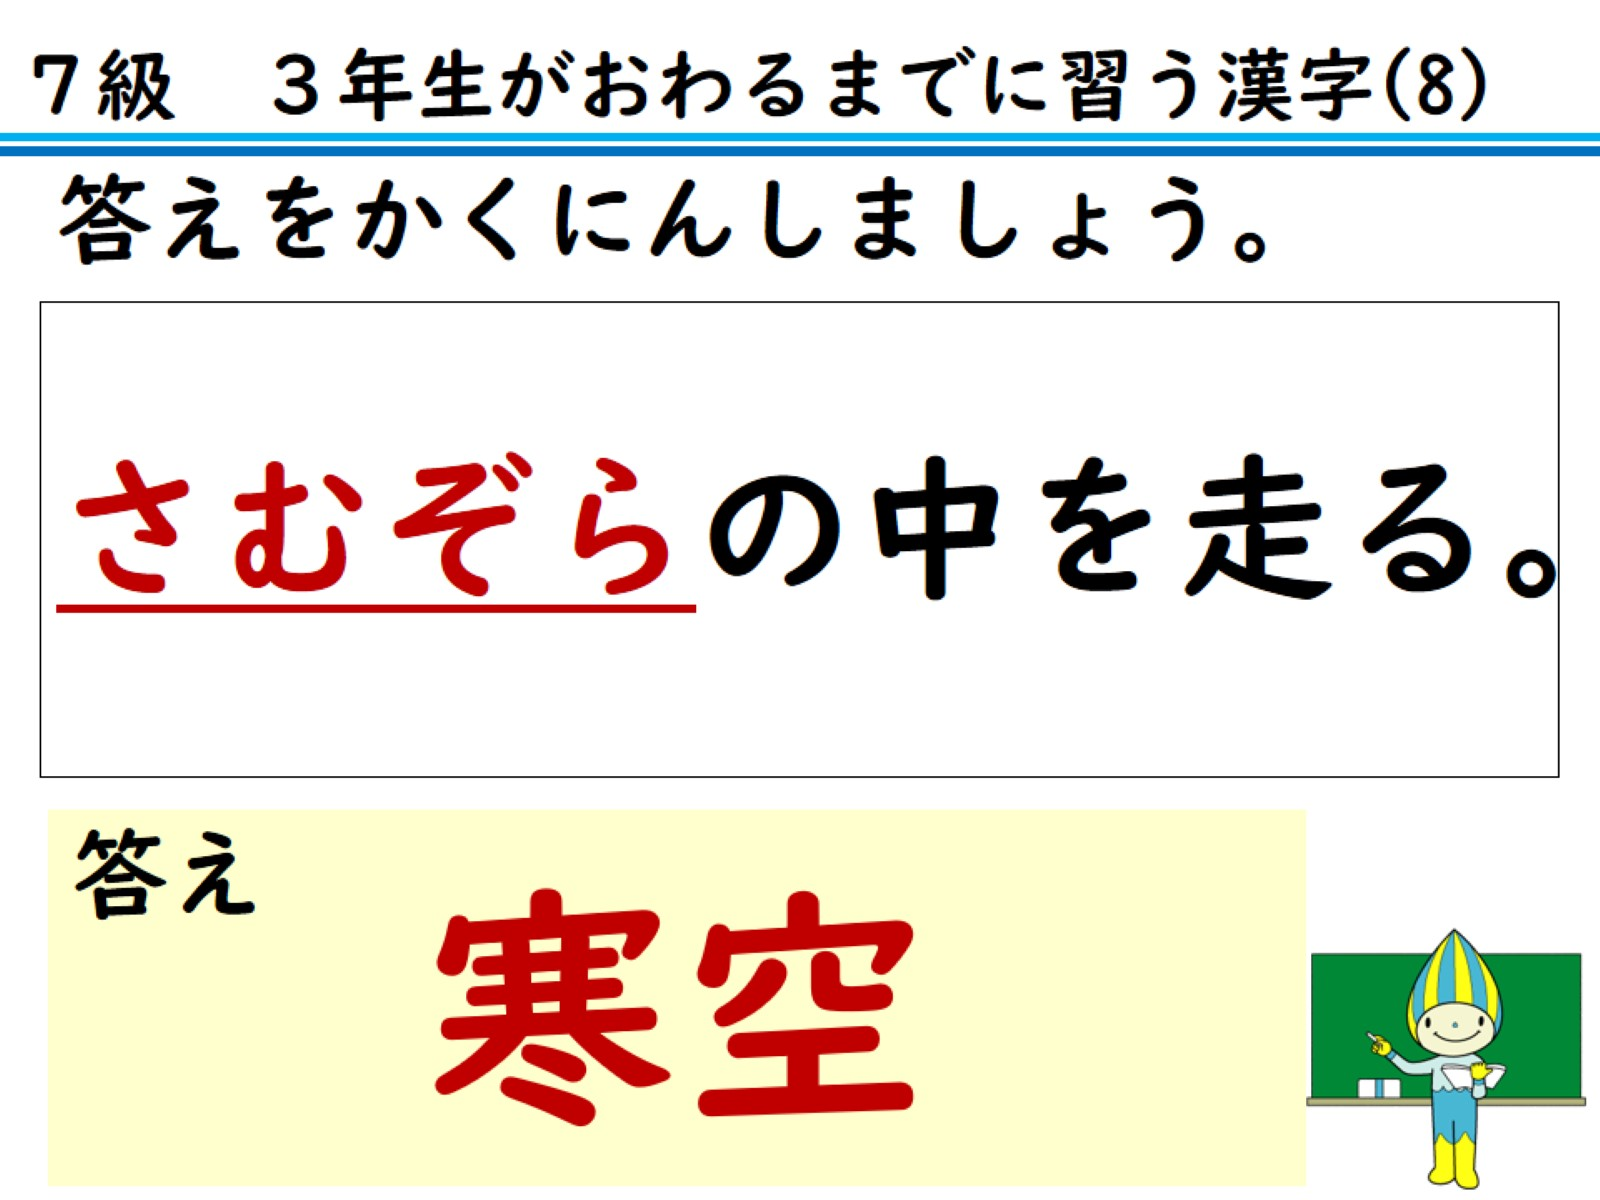 ７級　３年生がおわるまでに習う漢字(8)
答えをかくにんしましょう。
さむぞらの中を走る。
答え
寒空